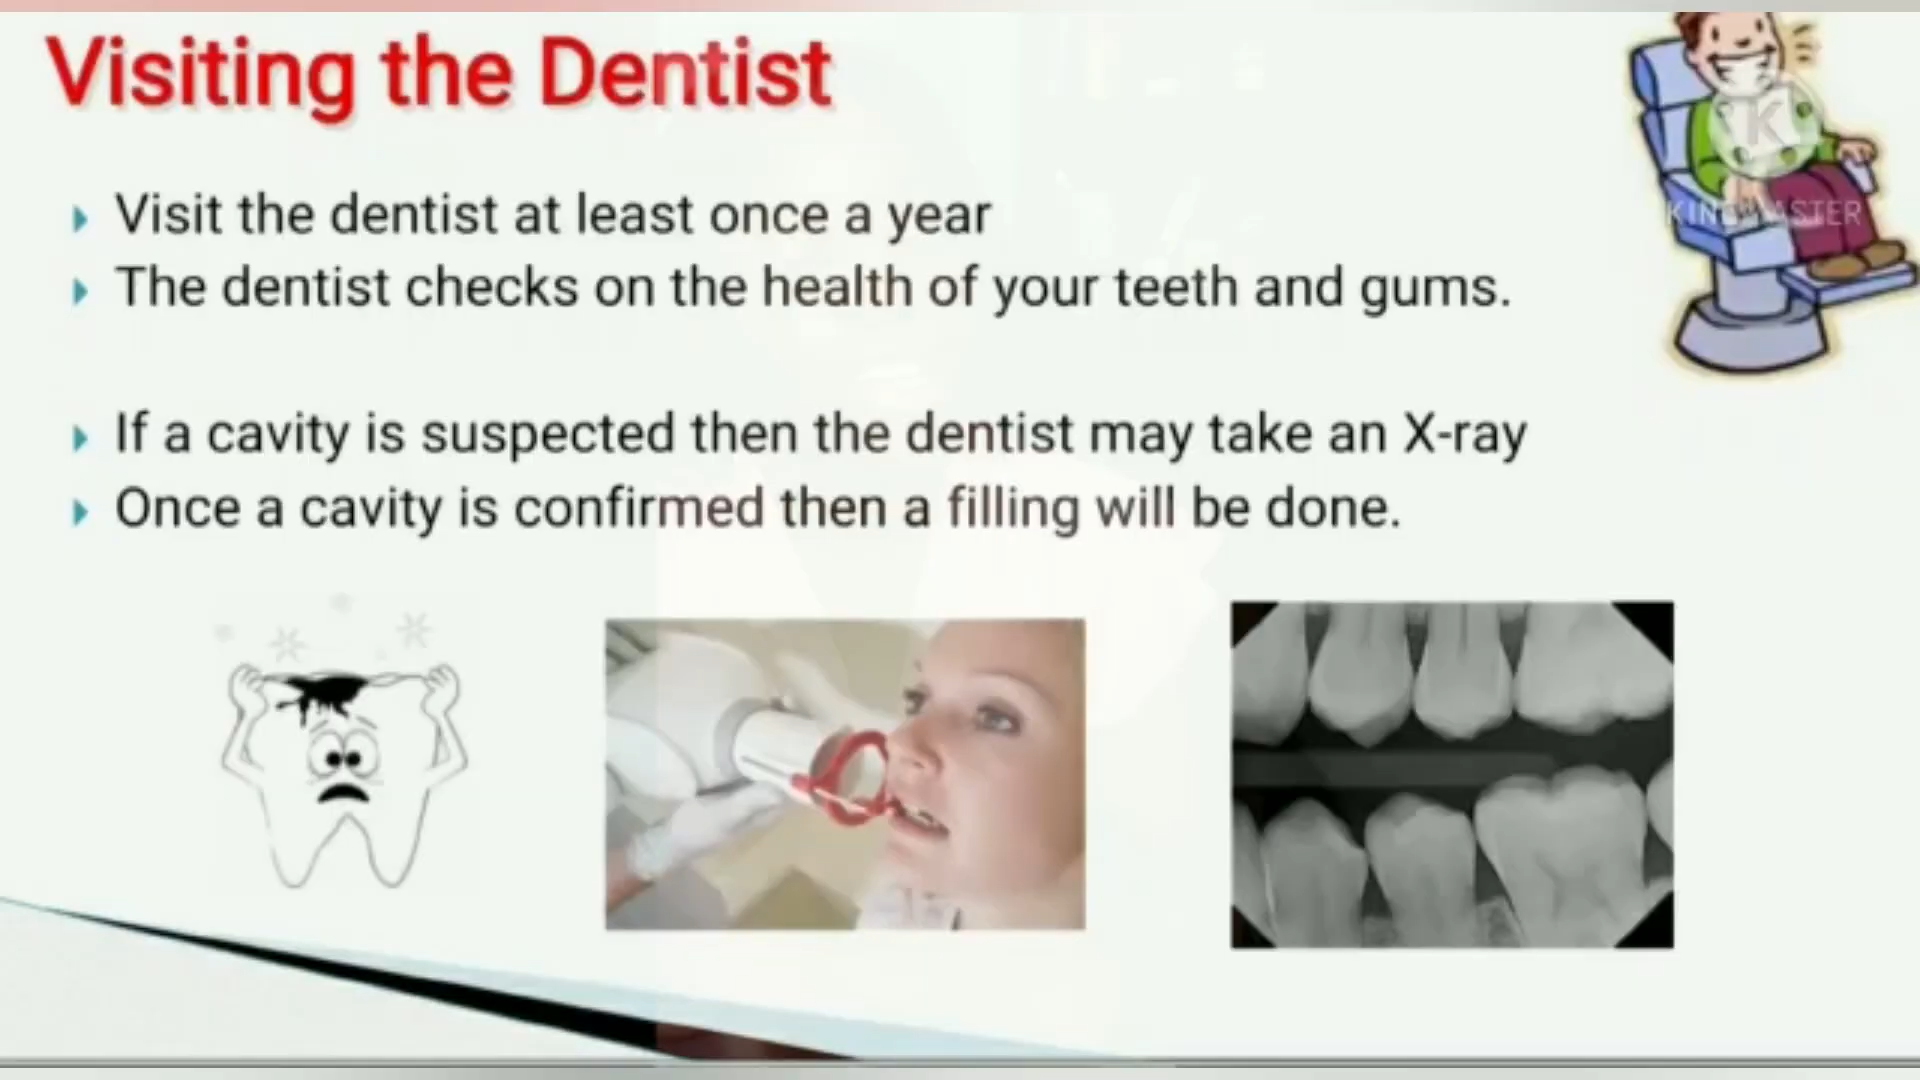 Visiting the Dentist
Visit the dentist at least once a year
The dentist checks on the health of your teeth and gums.
If a cavity is suspected then the dentist may take an X-ray
Once a cavity is confirmed then a filling will be done.
K
KINEMASTER